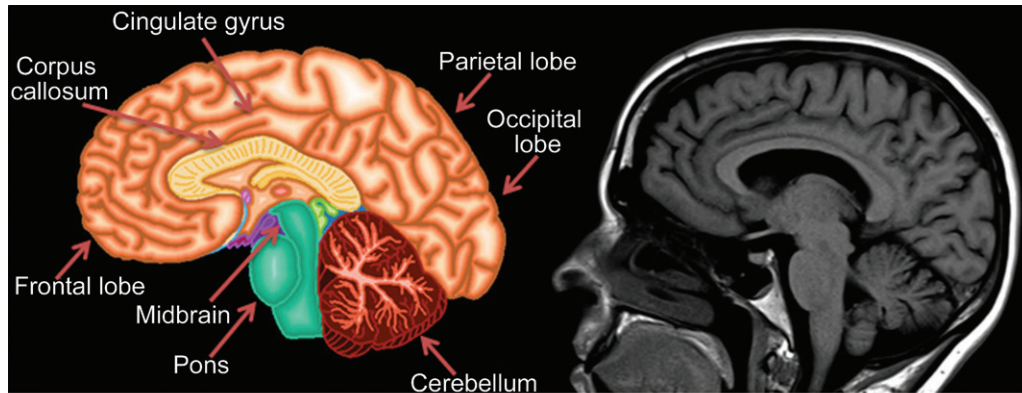 Cingulate gyrus
Corpus
callosum
Parietal lobe
Occipital
lobe
Frontal lobe
Midbrain
Pons
Cerebellum